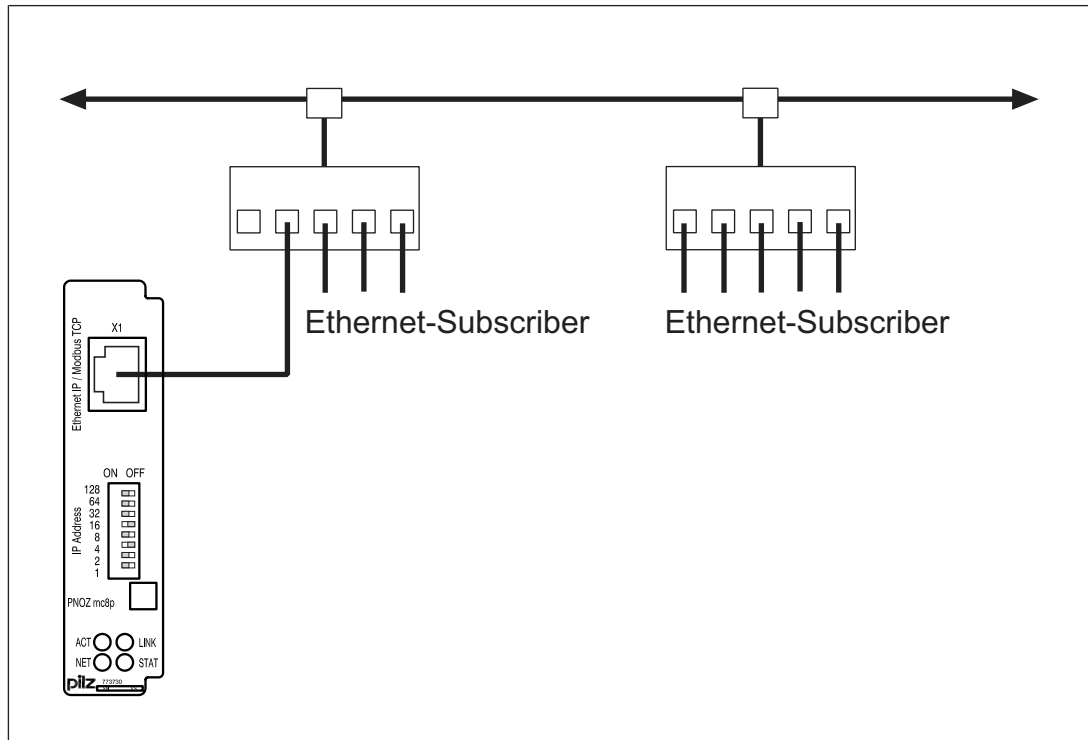 Ethernet-Subscriber
Ethernet-Subscriber
Ethernet IP / Modbus TCP
X1
ON OFF
IP Address
128
64
32
16
8
4
2
1
PNOZ mc8p
ACT LINK
NET STAT
pilz
773730